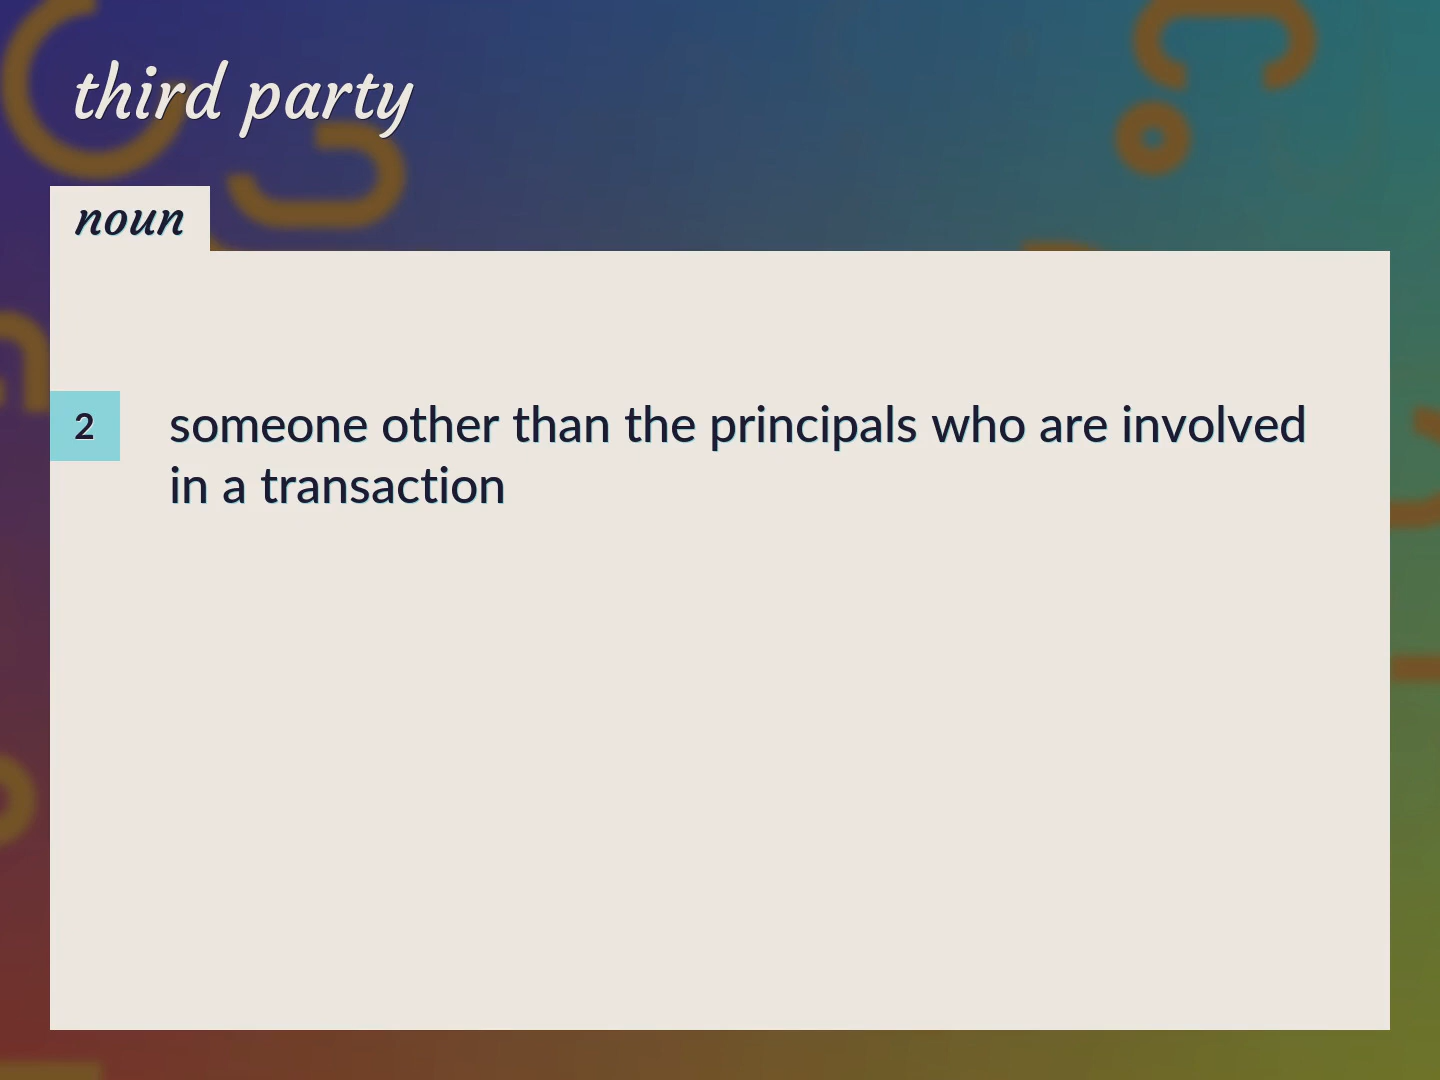 third party
noun
2 someone other than the principals who are involved
in a transaction